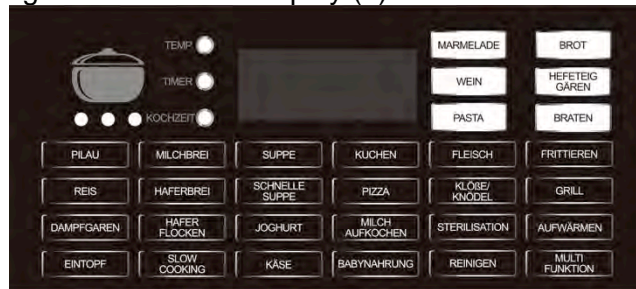 TEMP
TIMER
KOCHZEIT
MARMELADE
BROT
WEIN
HEFETEIG
GÄREN
PASTA
BRATEN
PILAU
MILCHBREI
SUPPE
KUCHEN
FLEISCH
FRITTIEREN
REIS
HAFERBREI
SCHNELLE
SUPPE
PIZZA
KLÖßE/
KNÖDEL
GRILL
DAMPFGAREN
HAFER
FLOCKEN
JOGHURT
MILCH
AUFKOCHEN
STERILISATION
AUFWÄRMEN
EINTOPF
SLOW
COOKING
KÄSE
BABYNAHRUNG
REINIGEN
MULTI
FUNKTION